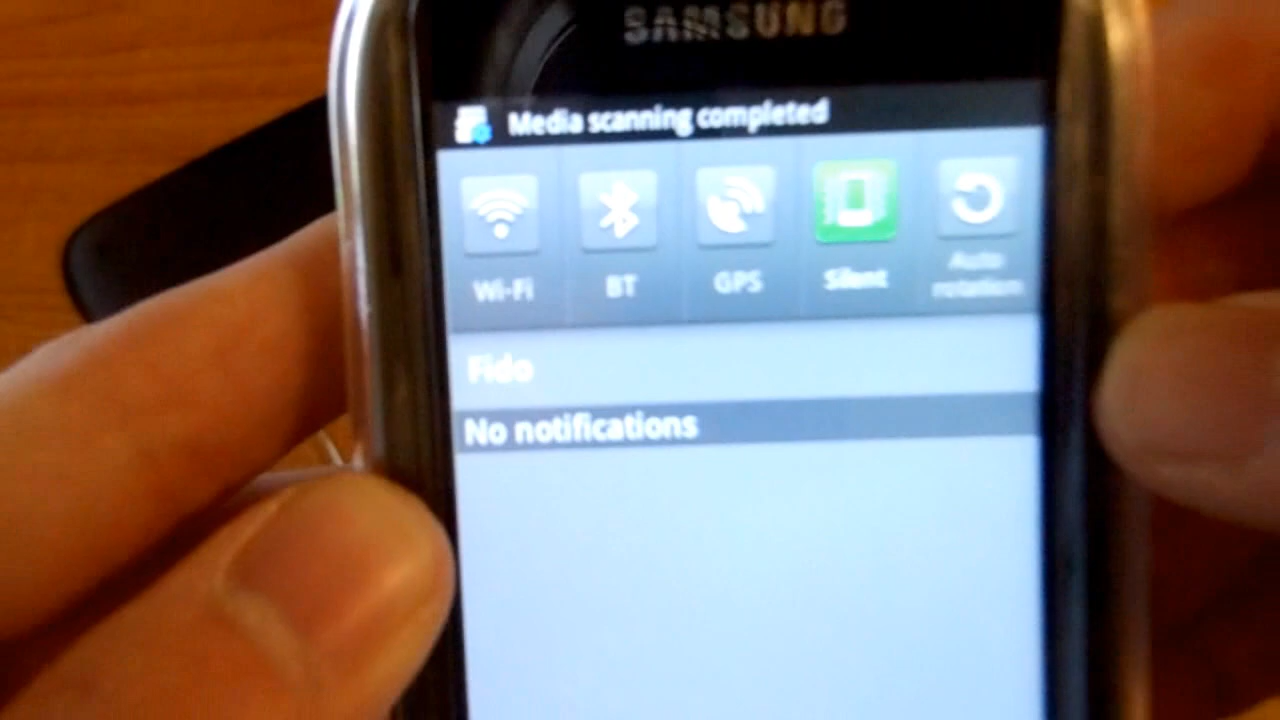 SAMSUNG
Media scanning completed
Wi-Fi BT GPS Silent Auto rotation
Fido
No notifications